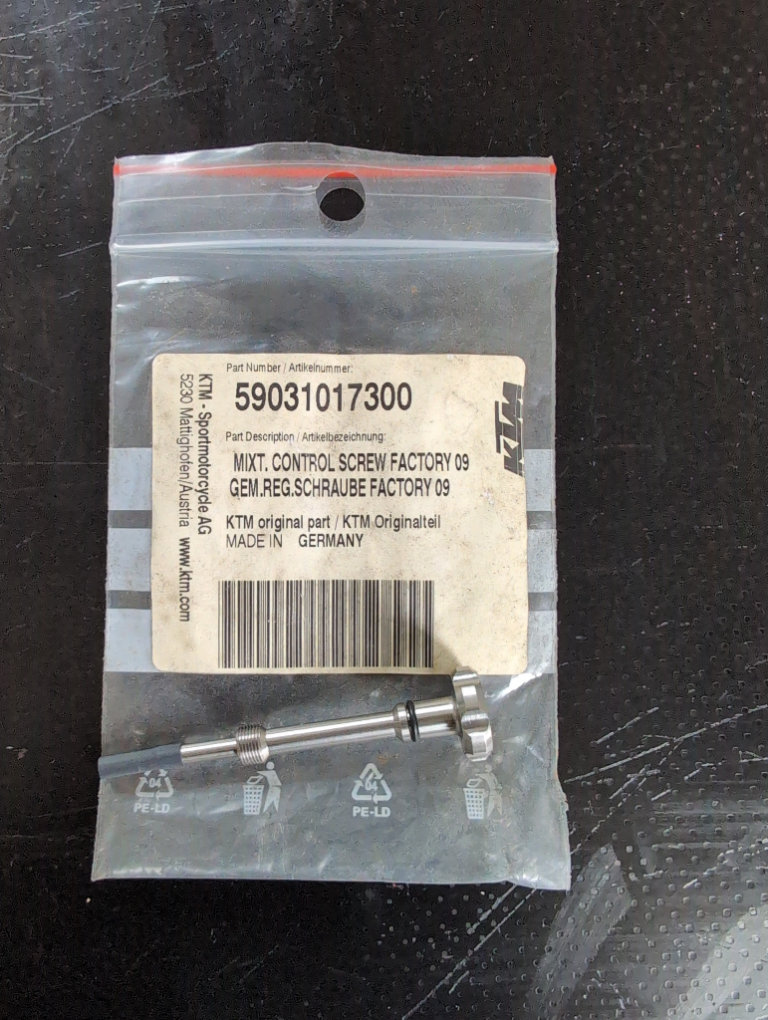 Part Number / Artikelnummer:
59031017300
Part Description / Artikelbezeichnung:
MIXT. CONTROL SCREW FACTORY 09
GEM.REG.SCHRAUBE FACTORY 09
KTM original part / KTM Originalteil
MADE IN GERMANY
KTM - Sportmotorcycle AG
5230 Mattighofen/Austria www.ktm.com
KTM
04
PE-LD
04
PE-LD